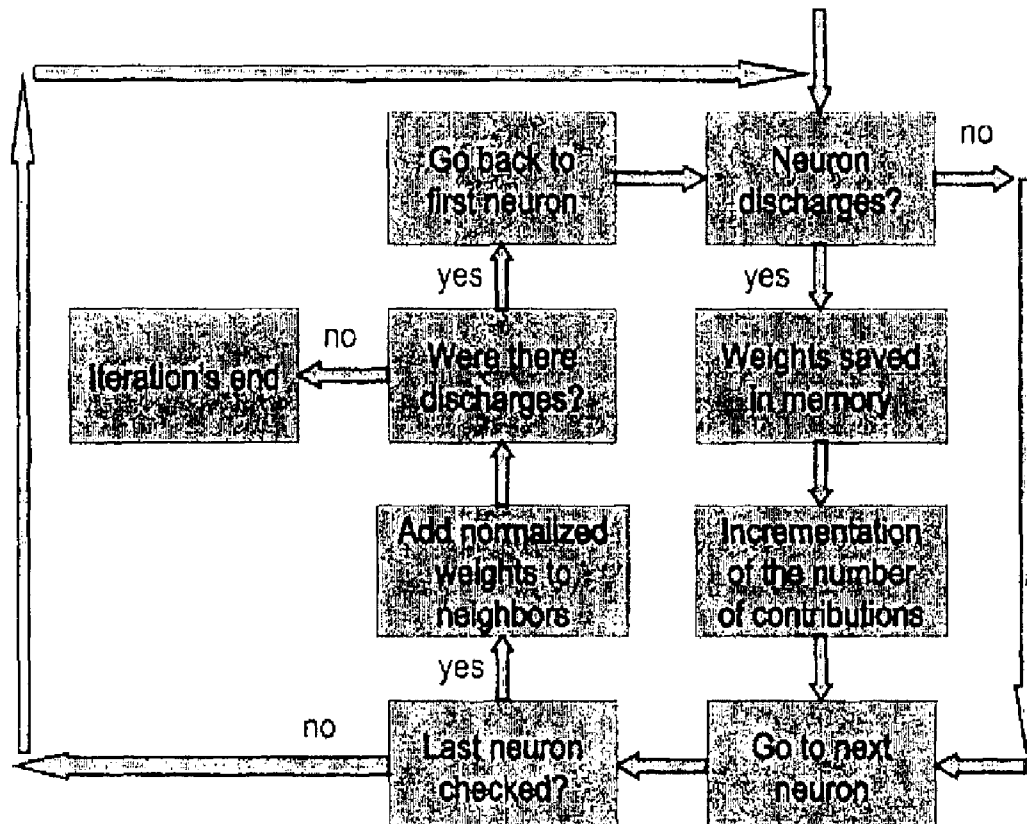 Go back to
first neuron
Neuron
discharges?
no
yes
yes
Iteration's end
no
Were there
discharges?
Weights saved
in memory
Add normalized
weights to
neighbors
Incrementation
of the number
of contributions
yes
no
Last neuron
checked?
Go to next
neuron